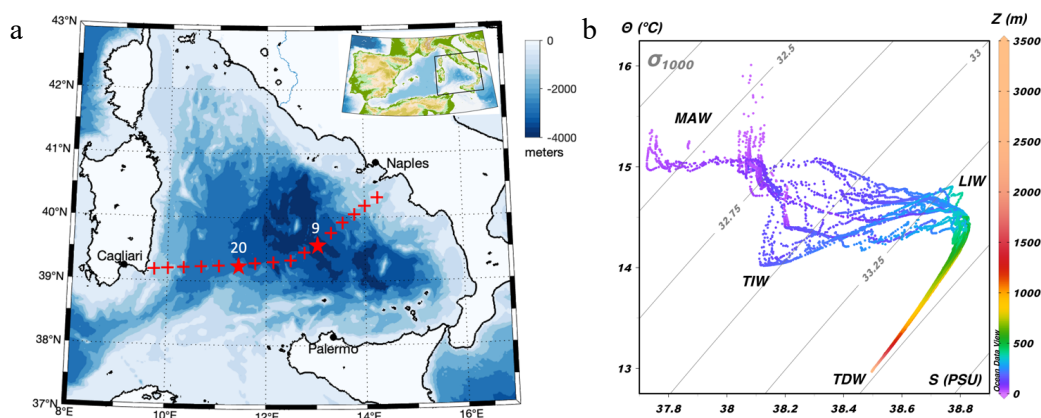 a
43°N
42°N
41°N
40°N
39°N
38°N
37°N
8°E
10°E
12°E
14°E
16°E
Naples
Cagliari
Palermo
20
9
0
-2000
-4000
meters
b
Θ (°C)
Z (m)
σ1000
16
15
14
13
37.8
38
38.2
38.4
38.6
38.8
32.5
32.75
33
33.25
MAW
LIW
TIW
TDW
S (PSU)
Ocean Data View
3500
3000
2500
2000
1500
1000
500
0